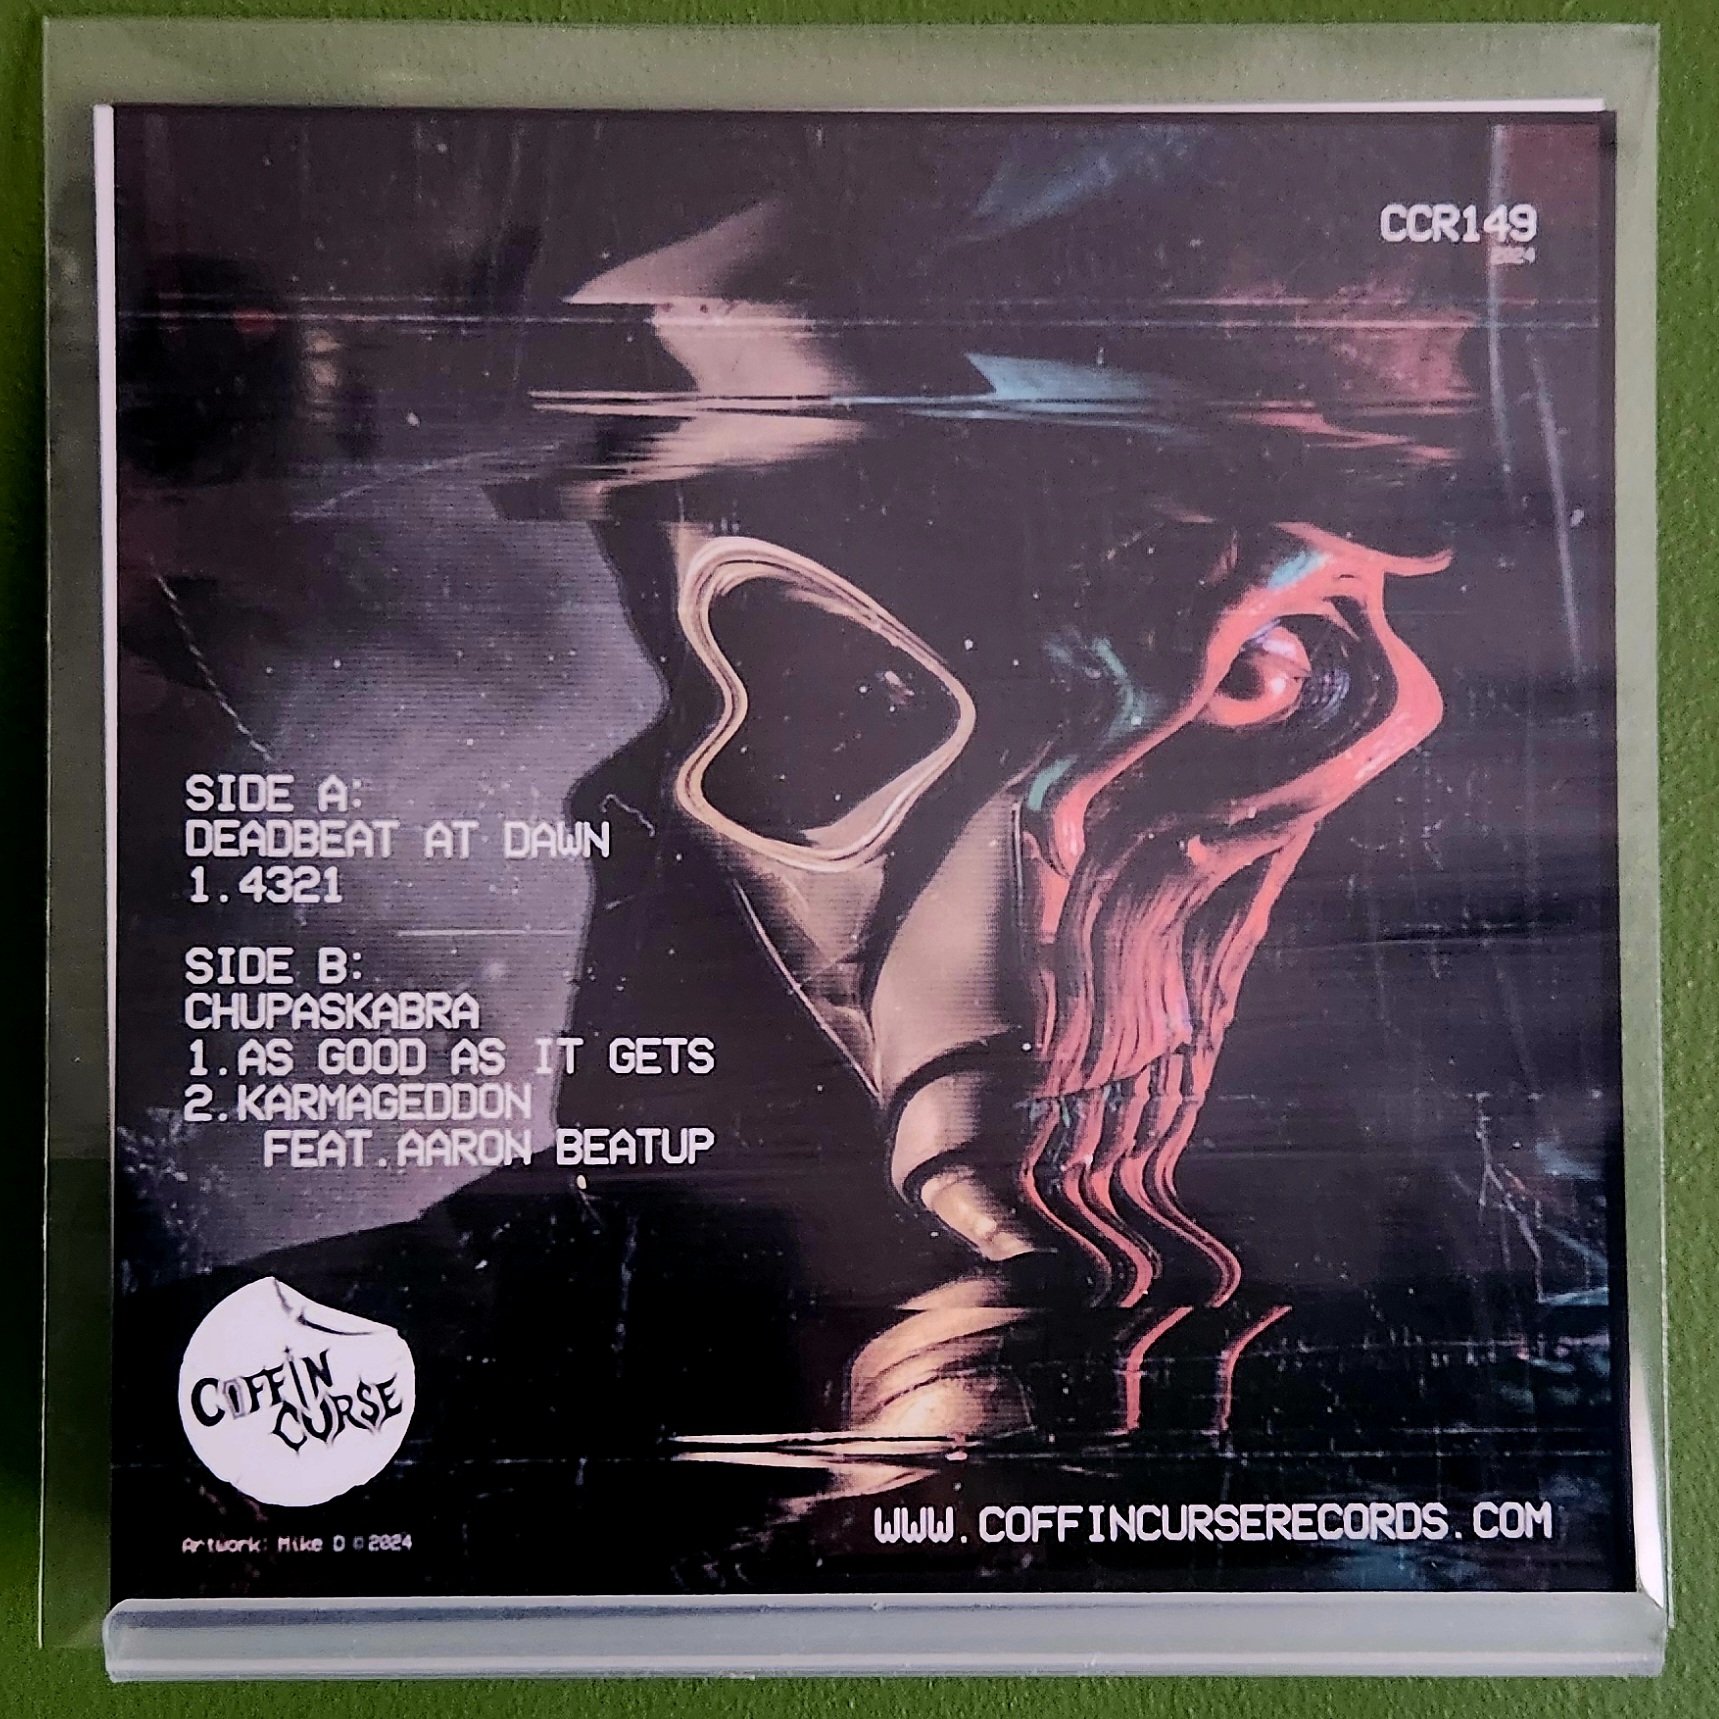 CCR149
2024
SIDE A:
DEADBEAT AT DAWN
1.4321
SIDE B:
CHUPASKABRA
1.AS GOOD AS IT GETS
2.KARMAGEDDON
FEAT.AARON BEATUP
COFFIN
CURSE
Artwork: Mike D ©2024
WWW.COFFINCURSERECORDS.COM